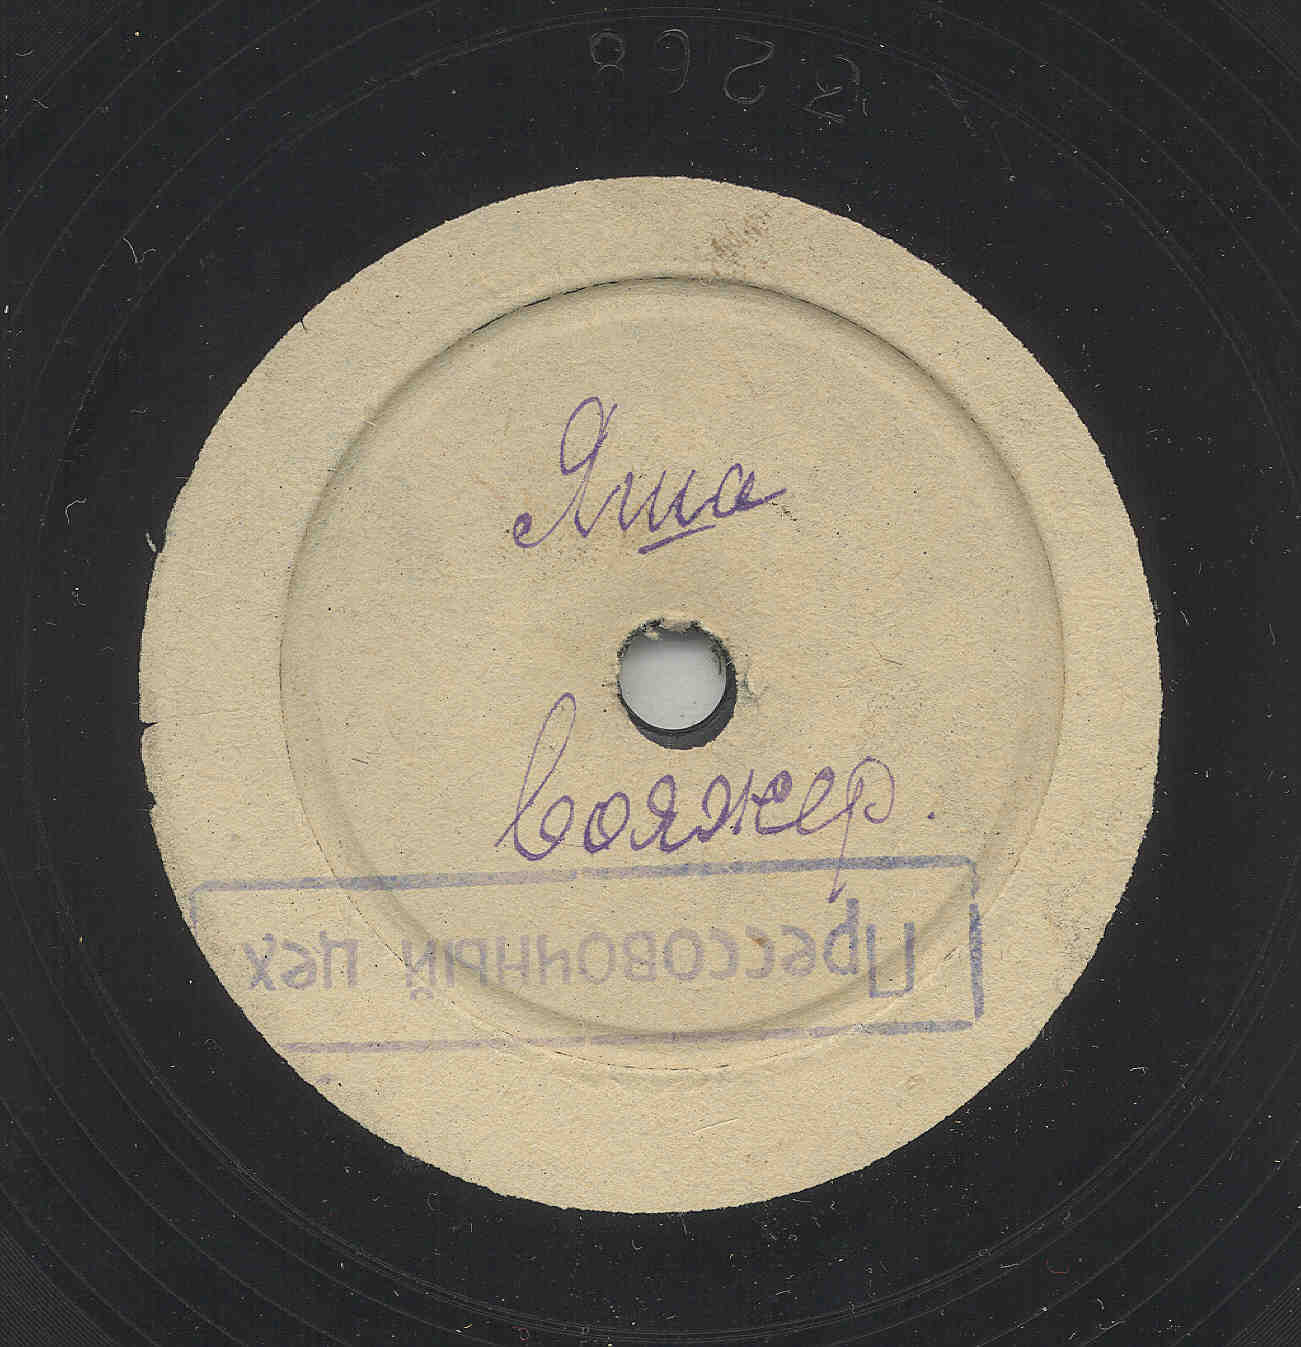 Яша
вояжер.
Прессовочный цех